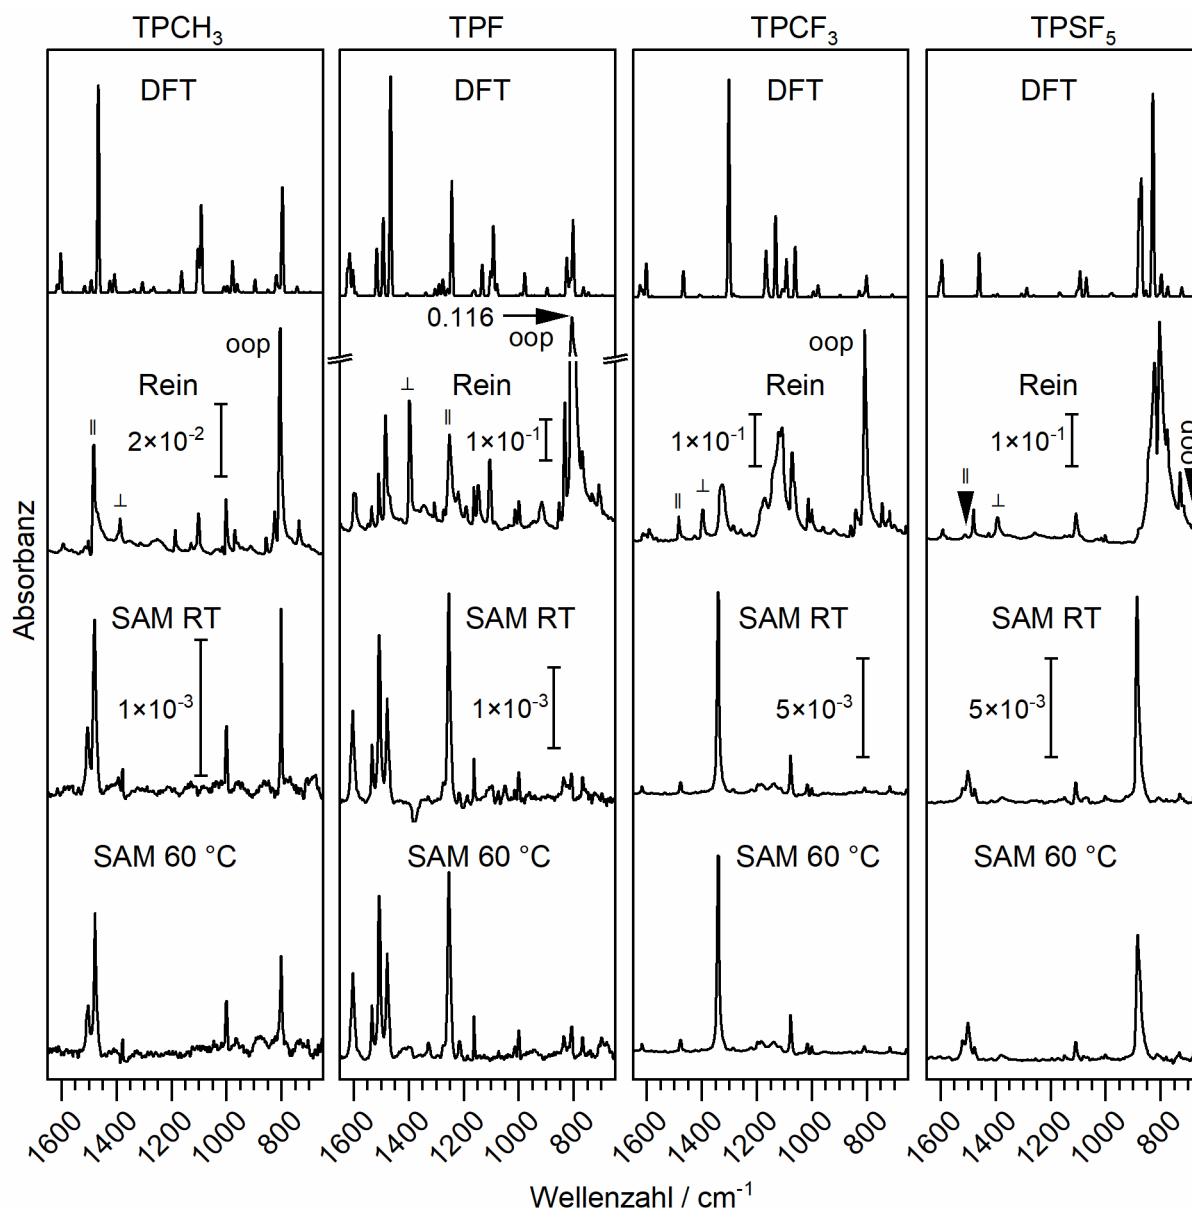 TPCH₃ TPF TPCF₃ TPSF₅
DFT DFT DFT DFT
0.116
oop oop oop oop
Rein Rein Rein Rein
∥ ⊥ ⊥ ∥ ∥ ⊥ ∥ ⊥
2×10⁻² 1×10⁻¹ 1×10⁻¹ 1×10⁻¹
SAM RT SAM RT SAM RT SAM RT
1×10⁻³ 1×10⁻³ 5×10⁻³ 5×10⁻³
SAM 60 °C SAM 60 °C SAM 60 °C SAM 60 °C
1600 1400 1200 1000 800 1600 1400 1200 1000 800 1600 1400 1200 1000 800 1600 1400 1200 1000 800
Absorbanz
Wellenzahl / cm⁻¹